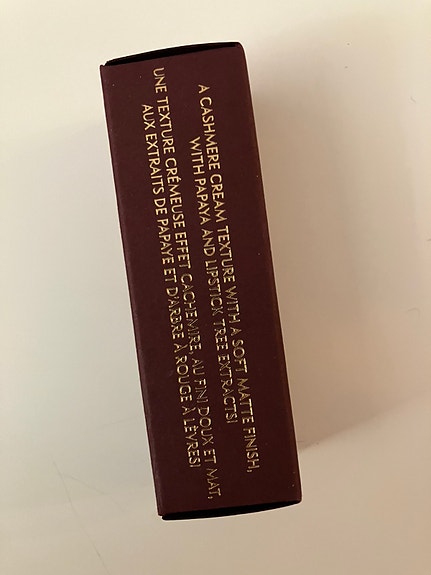 A CASHMERE CREAM TEXTURE WITH A SOFT MATTE FINISH,
WITH PAPAYA AND LIPSTICK TREE EXTRACTS!
UNE TEXTURE CRÉMEUSE EFFET CACHEMIRE, AU FINI DOUX ET MAT,
AUX EXTRAITS DE PAPAYE ET D'ARBRE À ROUGE À LÈVRES!